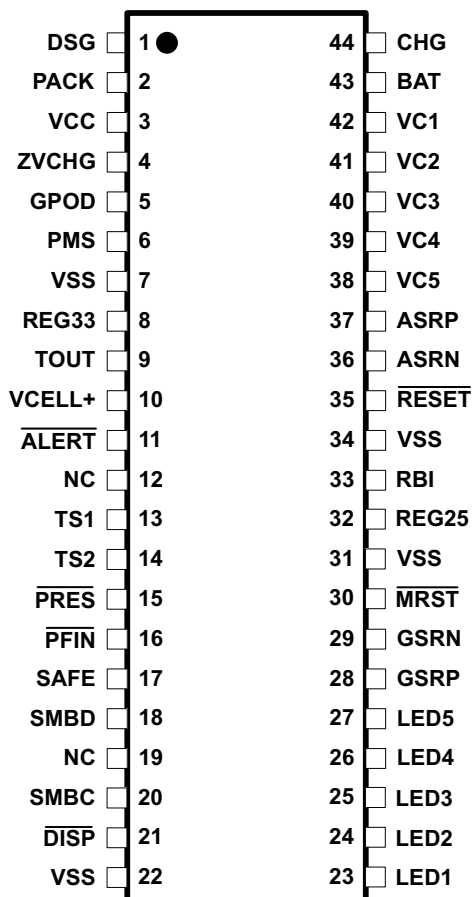 DSG 1 44 CHG
PACK 2 43 BAT
VCC 3 42 VC1
ZVCHG 4 41 VC2
GPOD 5 40 VC3
PMS 6 39 VC4
VSS 7 38 VC5
REG33 8 37 ASRP
TOUT 9 36 ASRN
VCELL+ 10 35 RESET
ALERT 11 34 VSS
NC 12 33 RBI
TS1 13 32 REG25
TS2 14 31 VSS
PRES 15 30 MRST
PFIN 16 29 GSRN
SAFE 17 28 GSRP
SMBD 18 27 LED5
NC 19 26 LED4
SMBC 20 25 LED3
DISP 21 24 LED2
VSS 22 23 LED1